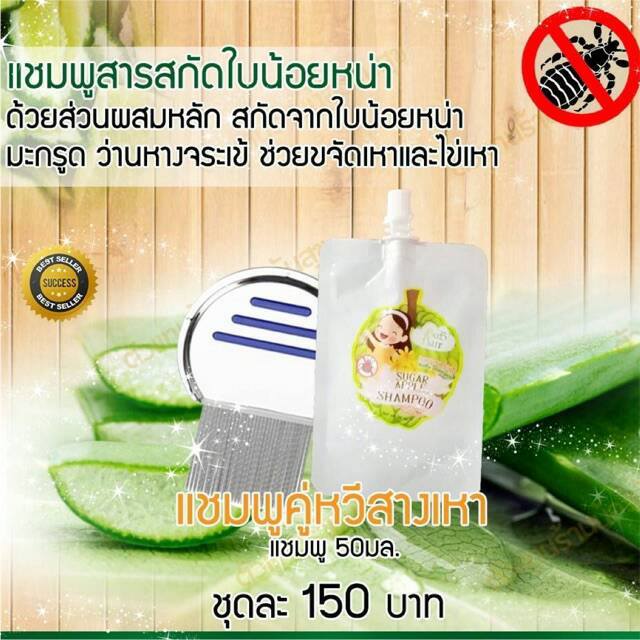 แชมพูสารสกัดใบน้อยหน่า
ด้วยส่วนผสมหลัก สกัดจากใบน้อยหน่า
มะกรูด ว่านหางจระเข้ ช่วยขจัดเหาและไข่เหา
BEST SELLER
SUCCESS
BEST SELLER
SUGAR
APPLE
SHAMPOO
แชมพูคู่หวีสางเหา
แชมพู 50มล.
ชุดละ 150 บาท